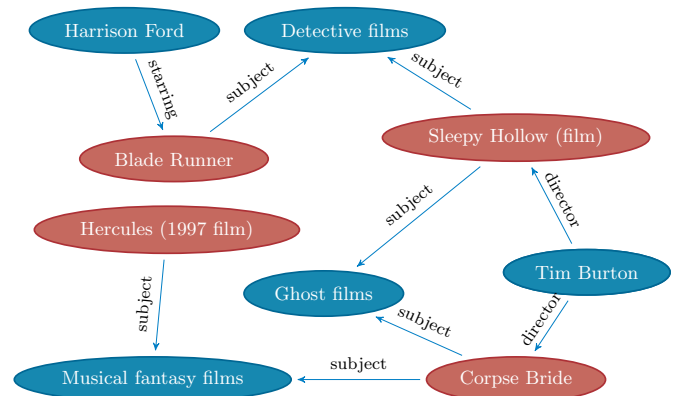 Harrison Ford
Detective films
starring
subject
subject
Sleepy Hollow (film)
Blade Runner
subject
director
Hercules (1997 film)
Tim Burton
Ghost films
subject
director
subject
subject
Musical fantasy films
Corpse Bride